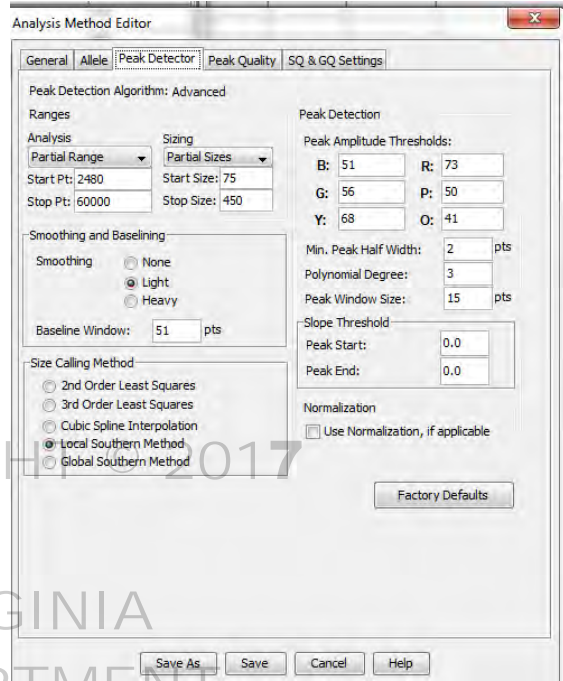 Analysis Method Editor
General Allele Peak Detector Peak Quality SQ & GQ Settings
Peak Detection Algorithm: Advanced
Ranges
Analysis Sizing
Partial Range Partial Sizes
Start Pt: 2480 Start Size: 75
Stop Pt: 60000 Stop Size: 450
Smoothing and Baselining
Smoothing None
Light
Heavy
Baseline Window: 51 pts
Size Calling Method
2nd Order Least Squares
3rd Order Least Squares
Cubic Spline Interpolation
Local Southern Method
Global Southern Method
Peak Detection
Peak Amplitude Thresholds:
B: 51 R: 73
G: 56 P: 50
Y: 68 O: 41
Min. Peak Half Width: 2 pts
Polynomial Degree: 3
Peak Window Size: 15 pts
Slope Threshold
Peak Start: 0.0
Peak End: 0.0
Normalization
Use Normalization, if applicable
Factory Defaults
HT © 2017
GINIA
RTMENT
Save As Save Cancel Help